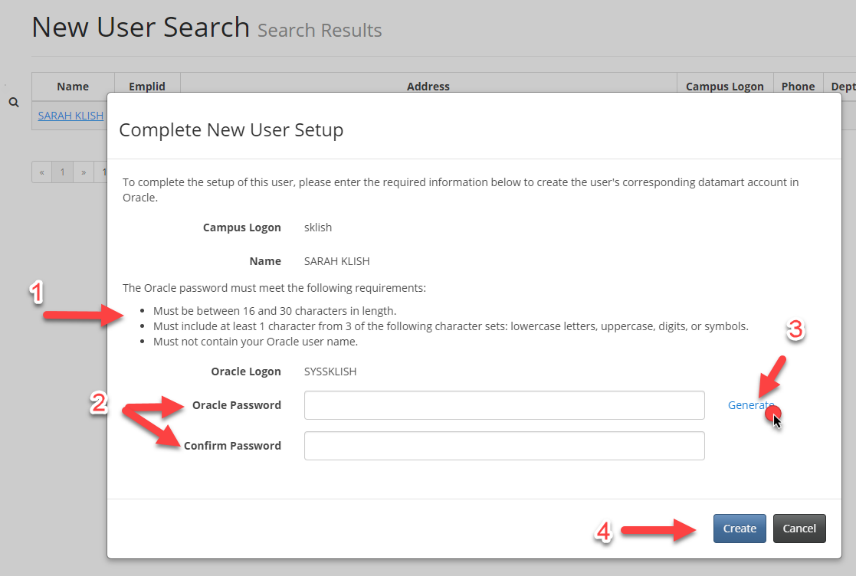 New User Search Search Results
Name Emplid Address Campus Logon Phone Dept
SARAH KLISH
« 1 » 1
Complete New User Setup
To complete the setup of this user, please enter the required information below to create the user's corresponding datamart account in
Oracle.
Campus Logon sklish
Name SARAH KLISH
The Oracle password must meet the following requirements:
1
• Must be between 16 and 30 characters in length.
• Must include at least 1 character from 3 of the following character sets: lowercase letters, uppercase, digits, or symbols.
• Must not contain your Oracle user name.
3
Oracle Logon SYSSKLISH
2
Oracle Password Generate
Confirm Password
4
Create Cancel